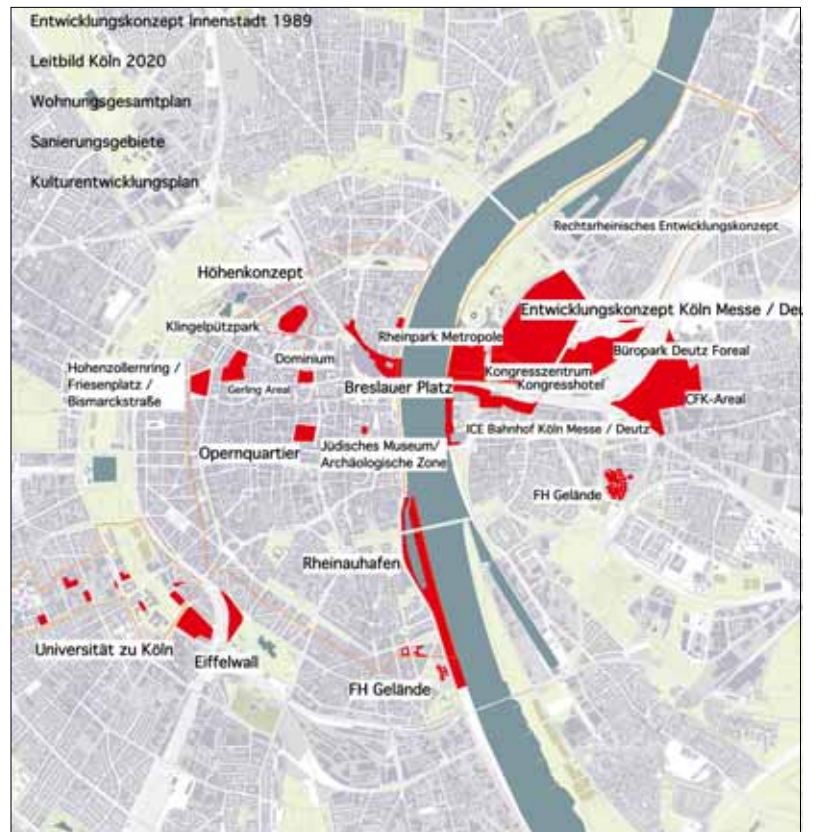 Entwicklungskonzept Innenstadt 1989
Leitbild Köln 2020
Wohnungsgesamtplan
Sanierungsgebiete
Kulturentwicklungsplan
Rechtsrheinisches Entwicklungskonzept
Höhenkonzept
Entwicklungskonzept Köln Messe / Deu
Klingelpützpark
Rheinpark Metropole
Büropark Deutz Foreal
Dominium
Hohenzollernring /
Friesenplatz /
Bismarckstraße
Gerling Areal
Breslauer Platz
Kongresszentrum
Kongresshotel
CFK-Areal
ICE Bahnhof Köln Messe / Deutz
Opernquartier
Jüdisches Museum/
Archäologische Zone
FH Gelände
Rheinauhafen
Universität zu Köln
Eiffelwall
FH Gelände